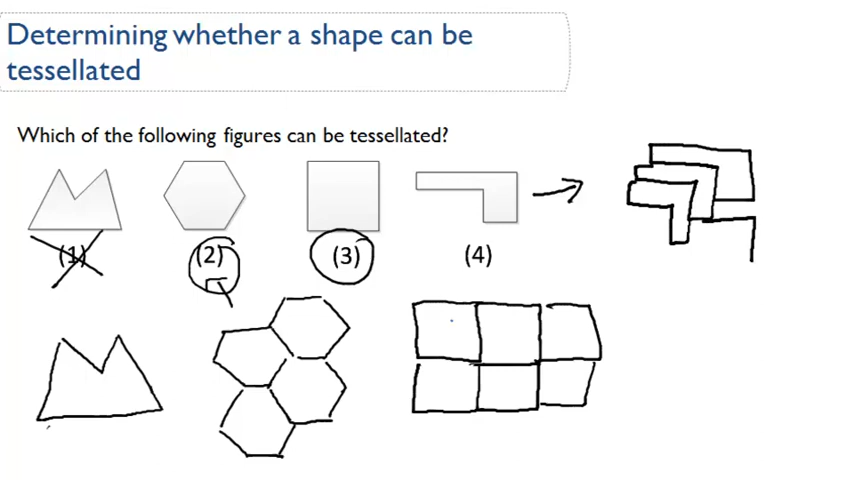 Determining whether a shape can be
tessellated
Which of the following figures can be tessellated?
(1) (2) (3) (4)